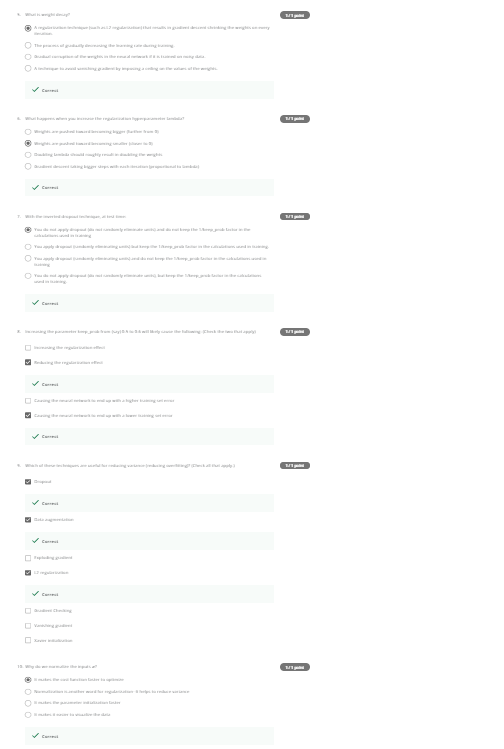 What is weight decay?
1 / 1 point
A regularization technique (such as L2 regularization) that results in gradient descent shrinking the weights on every
iteration.
The process of gradually decreasing the learning rate during training.
Gradual corruption of the weights in the neural network if it is trained on noisy data.
A technique to avoid vanishing gradient by imposing a ceiling on the values of the weights.
Correct
What happens when you increase the regularization hyperparameter lambda?
1 / 1 point
Weights are pushed toward becoming bigger (further from 0)
Weights are pushed toward becoming smaller (closer to 0)
Doubling lambda should roughly result in doubling the weights
Gradient descent taking bigger steps with each iteration (proportional to lambda)
Correct
7. With the inverted dropout technique, at test time:
1 / 1 point
You do not apply dropout (do not randomly eliminate units) and do not keep the 1/keep_prob factor in the
calculations used in training
You apply dropout (randomly eliminating units) but keep the 1/keep_prob factor in the calculations used in training.
You apply dropout (randomly eliminating units) and do not keep the 1/keep_prob factor in the calculations used in
training
You do not apply dropout (do not randomly eliminate units), but keep the 1/keep_prob factor in the
calculations used in training.
Correct
8. Increasing the parameter keep_prob from (say) to will likely cause the following: (Check the two that apply)
1 / 1 point
Increasing the regularization effect
Reducing the regularization effect
Correct
Causing the neural network to end up with a higher training set error
Causing the neural network to end up with a lower training set error
Correct
9. Which of these techniques are useful for reducing variance (reducing overfitting)? (Check all that apply.)
1 / 1 point
Dropout
Correct
Data augmentation
Correct
Exploding gradient
L2 regularization
Correct
Gradient Checking
Vanishing gradient
Xavier initialization
10. Why do we normalize the inputs x?
1 / 1 point
It makes the cost function faster to optimize
Normalization is another word for regularization--It helps to reduce variance
It makes the parameter initialization faster
It makes it easier to visualize the data
Correct